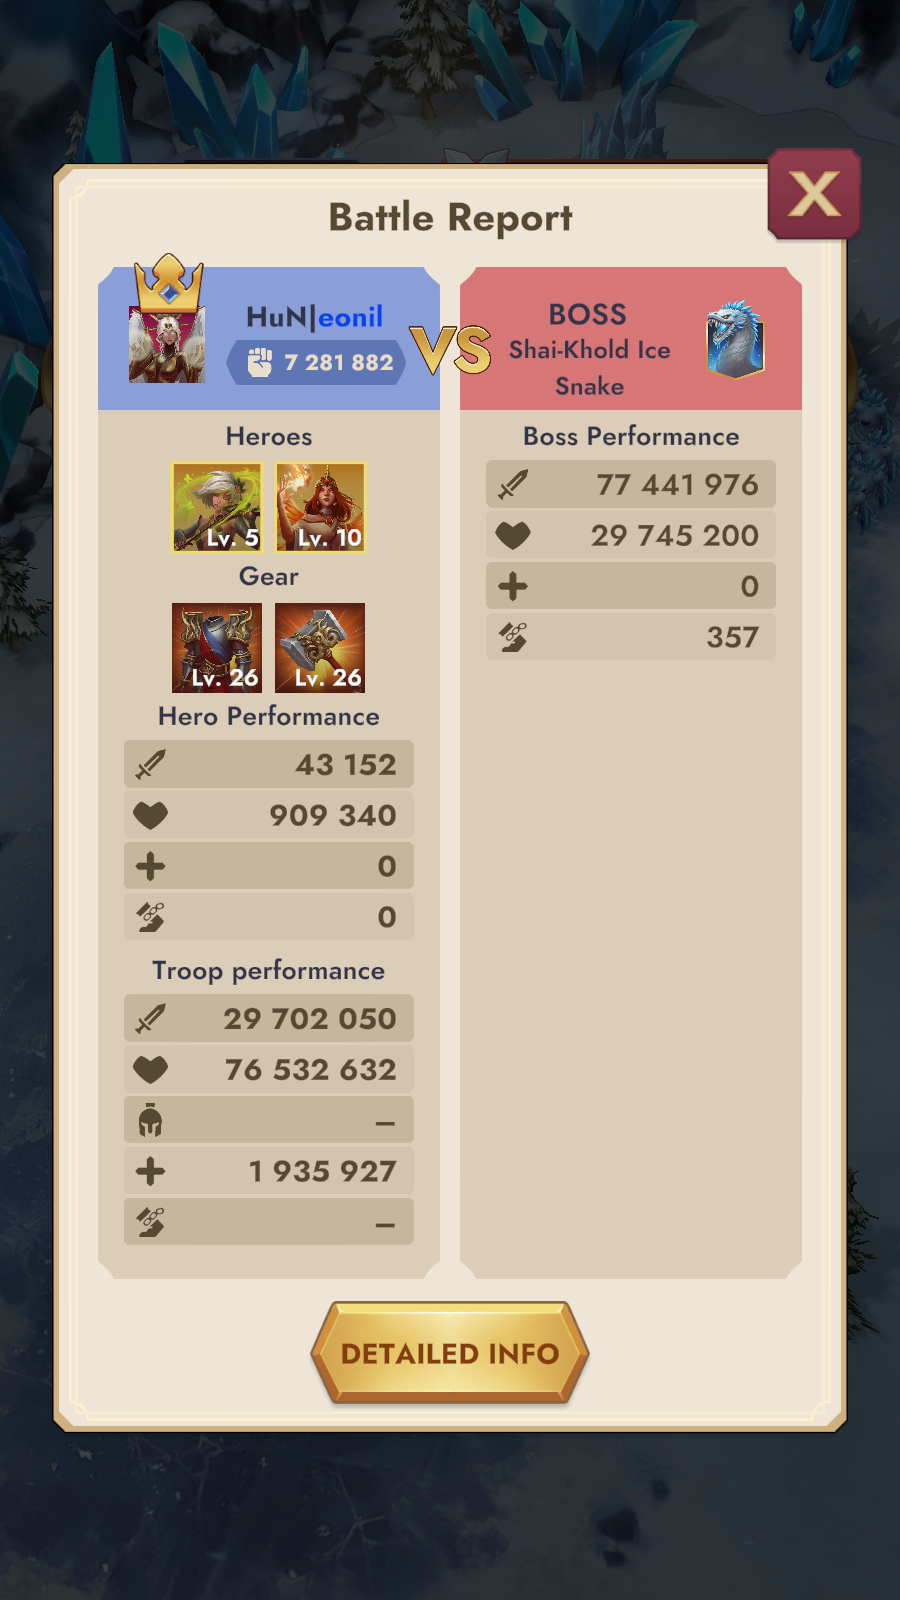 Battle Report
X
HuN|eonil
7 281 882
VS
BOSS
Shai-Khold Ice
Snake
Heroes
Lv. 5
Lv. 10
Gear
Lv. 26
Lv. 26
Hero Performance
43 152
909 340
0
0
Troop performance
29 702 050
76 532 632
–
1 935 927
–
Boss Performance
77 441 976
29 745 200
0
357
DETAILED INFO